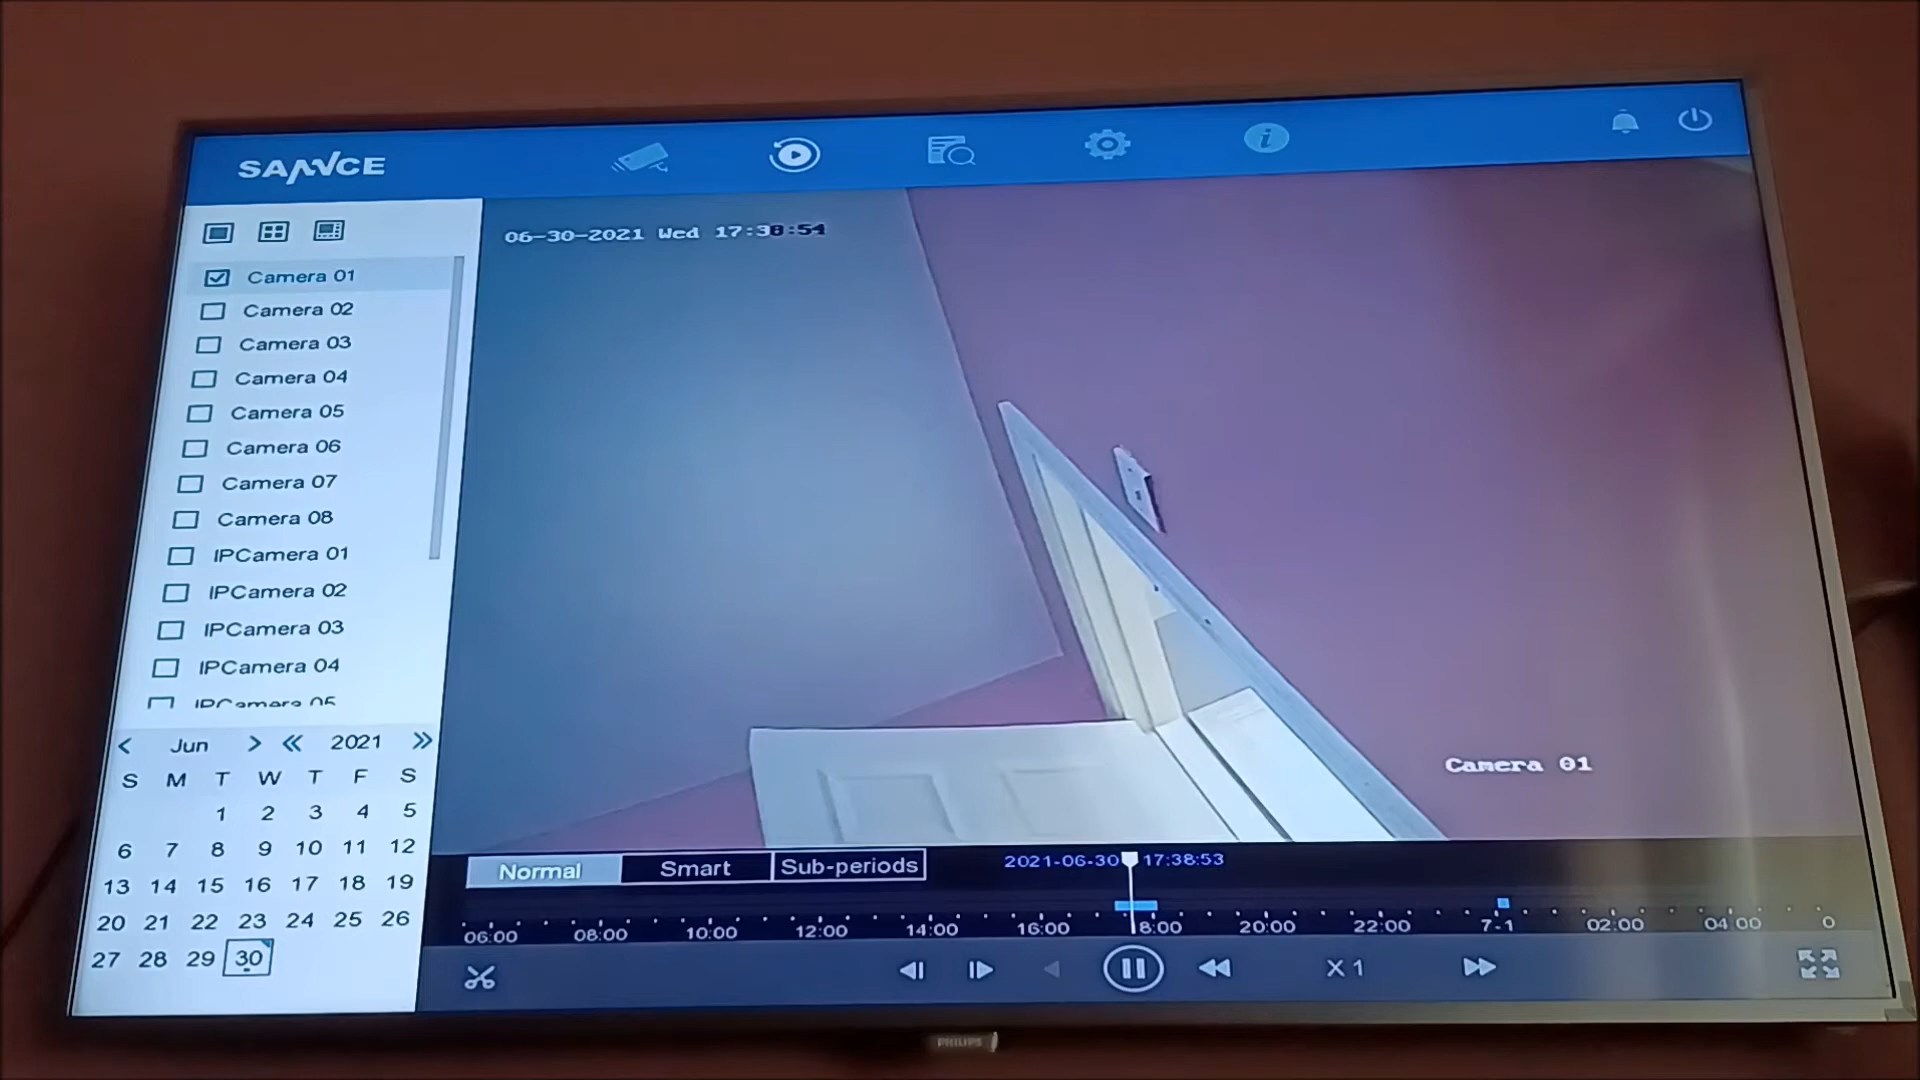 SANNCE
06-30-2021 Wed 17:38:54
Camera 01
Camera 02
Camera 03
Camera 04
Camera 05
Camera 06
Camera 07
Camera 08
IPCamera 01
IPCamera 02
IPCamera 03
IPCamera 04
IPCamera 05
Camera 01
< Jun > « 2021 »
S M T W T F S
1 2 3 4 5
6 7 8 9 10 11 12
13 14 15 16 17 18 19
20 21 22 23 24 25 26
27 28 29 30
Normal Smart Sub-periods 2021-06-30 17:38:53
06:00 08:00 10:00 12:00 14:00 16:00 8:00 20:00 22:00 7-1 02:00 04:00 0
X 1
PHILIPS